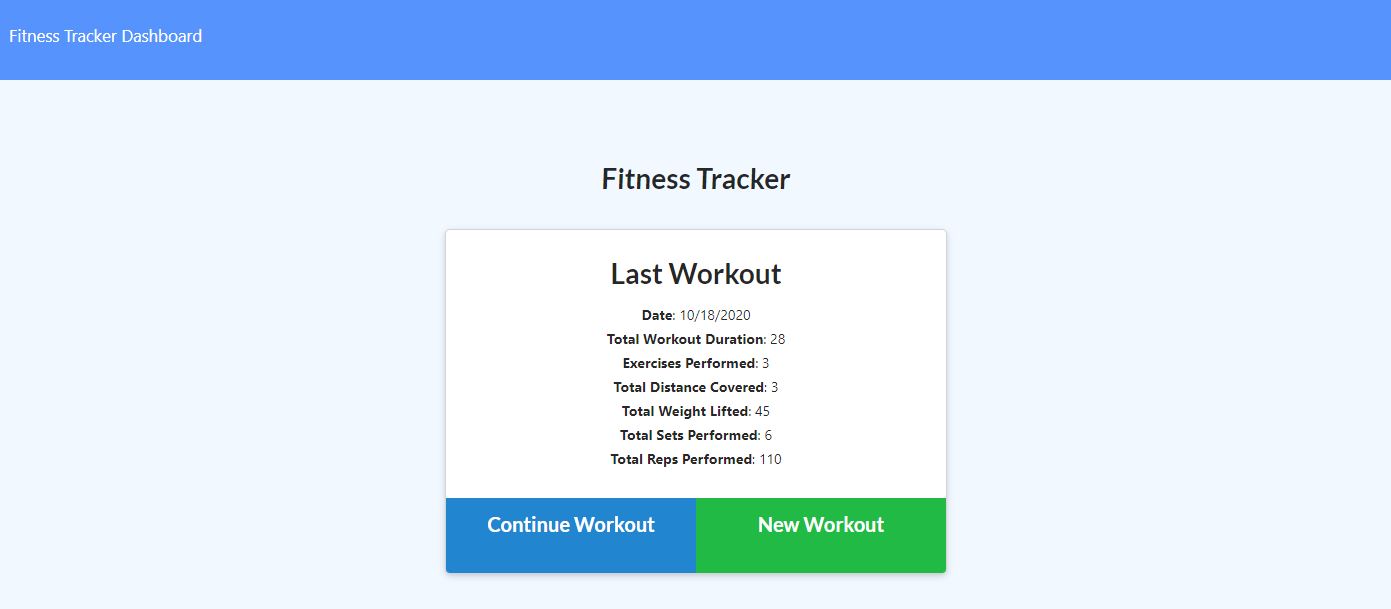 Fitness Tracker Dashboard
Fitness Tracker
Last Workout
Date: 10/18/2020
Total Workout Duration: 28
Exercises Performed: 3
Total Distance Covered: 3
Total Weight Lifted: 45
Total Sets Performed: 6
Total Reps Performed: 110
Continue Workout
New Workout